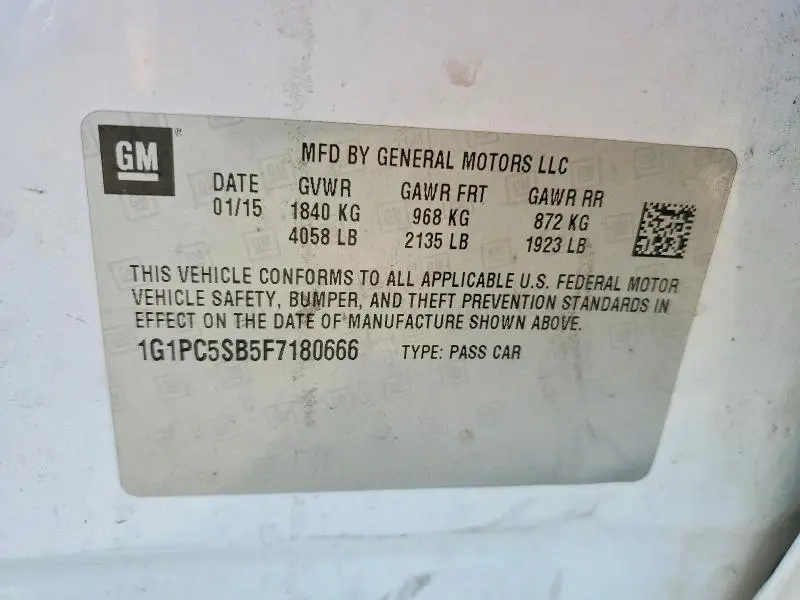 GM®
MFD BY GENERAL MOTORS LLC
DATE GVWR GAWR FRT GAWR RR
01/15 1840 KG 968 KG 872 KG
4058 LB 2135 LB 1923 LB
THIS VEHICLE CONFORMS TO ALL APPLICABLE U.S. FEDERAL MOTOR
VEHICLE SAFETY, BUMPER, AND THEFT PREVENTION STANDARDS IN
EFFECT ON THE DATE OF MANUFACTURE SHOWN ABOVE.
1G1PC5SB5F7180666 TYPE: PASS CAR